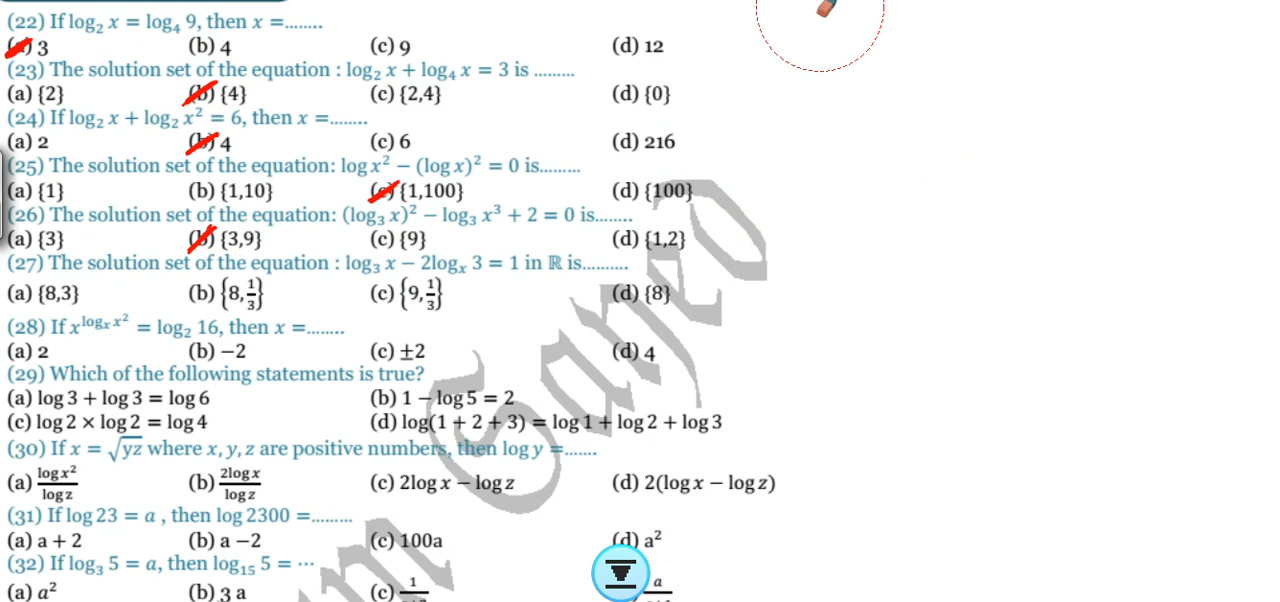 (22) If log₂ x = log₄ 9, then x =........
(a) 3 (b) 4 (c) 9 (d) 12
(23) The solution set of the equation : log₂ x + log₄ x = 3 is .........
(a) {2} (b) {4} (c) {2,4} (d) {0}
(24) If log₂ x + log₂ x² = 6, then x =........
(a) 2 (b) 4 (c) 6 (d) 216
(25) The solution set of the equation: log x² − (log x)² = 0 is.........
(a) {1} (b) {1,10} (c) {1,100} (d) {100}
(26) The solution set of the equation: (log₃ x)² − log₃ x³ + 2 = 0 is........
(a) {3} (b) {3,9} (c) {9} (d) {1,2}
(27) The solution set of the equation : log₃ x − 2logₓ 3 = 1 in ℝ is..........
(a) {8,3} (b) {8,1/3} (c) {9,1/3} (d) {8}
(28) If x^(logₓ x²) = log₂ 16, then x =........
(a) 2 (b) −2 (c) ±2 (d) 4
(29) Which of the following statements is true?
(a) log 3 + log 3 = log 6 (b) 1 − log 5 = 2
(c) log 2 × log 2 = log 4 (d) log(1 + 2 + 3) = log 1 + log 2 + log 3
(30) If x = √yz where x, y, z are positive numbers, then log y =.......
(a) log x²/log z (b) 2log x/log z (c) 2log x − log z (d) 2(log x − log z)
(31) If log 23 = a , then log 2300 =.........
(a) a + 2 (b) a −2 (c) 100a (d) a²
(32) If log₃ 5 = a, then log₁₅ 5 = ⋯
(a) a² (b) 3 a (c) 1 a
Saneo